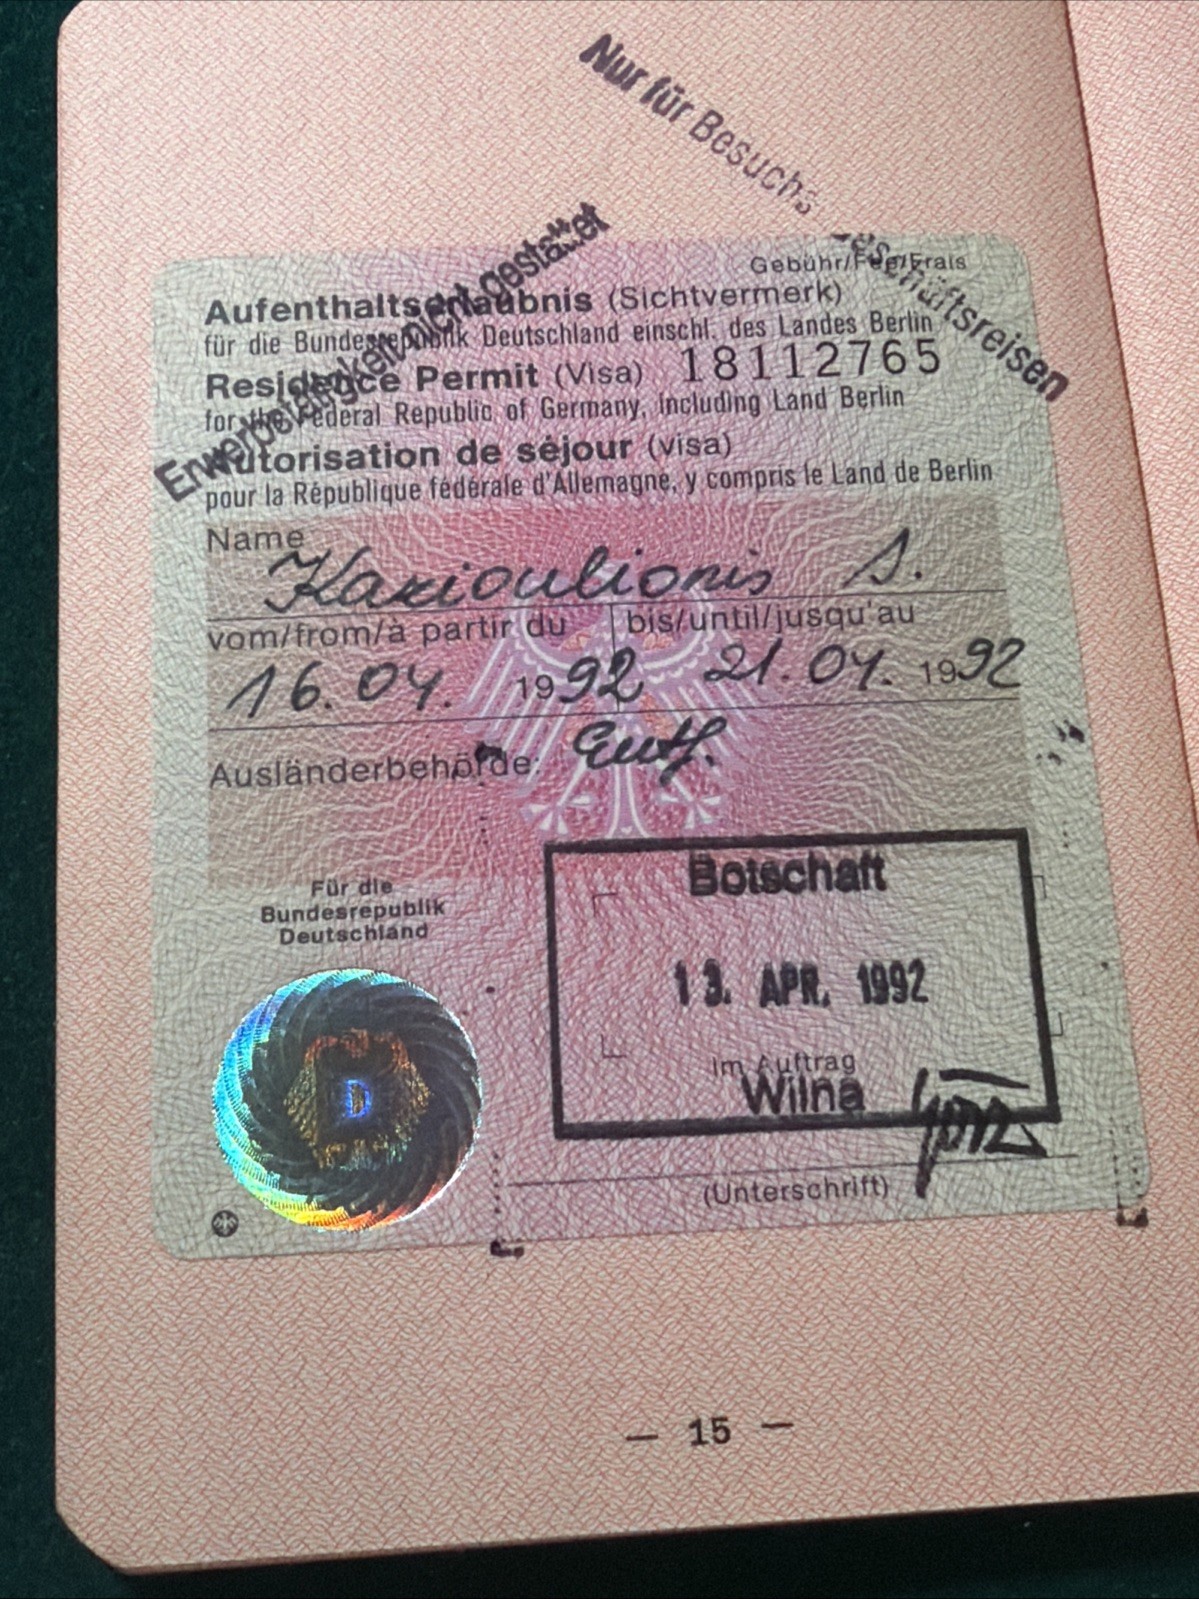 Nur für Besuchs
Geschäftsreisen
Erwerbstätigkeit nicht gestattet
Gebühr/Fee/Frais
Aufenthaltserlaubnis (Sichtvermerk)
für die Bundesrepublik Deutschland einschl. des Landes Berlin
Residence Permit (Visa) 18112765
for the Federal Republic of Germany, including Land Berlin
Autorisation de séjour (visa)
pour la République fédérale d'Allemagne, y compris le Land de Berlin
Name
Kazioulionis S.
vom/from/à partir du bis/until/jusqu'au
16.04. 1992 21.04. 1992
Ausländerbehörde: Entf.
Für die
Bundesrepublik
Deutschland
Botschaft
13. APR. 1992
Im Auftrag
Wilna
D
(Unterschrift)
— 15 —